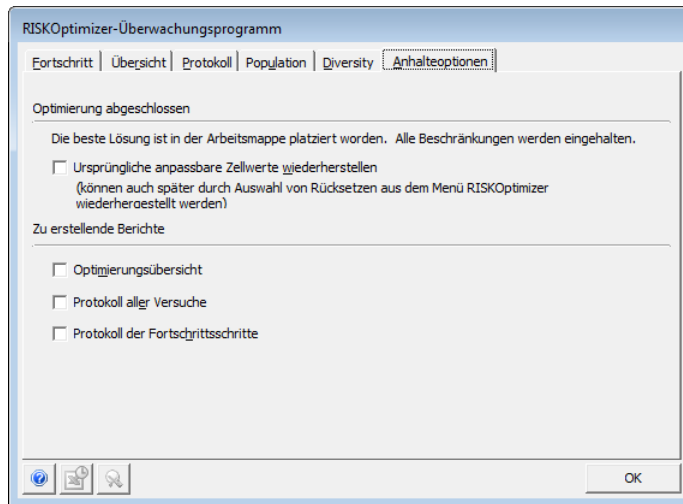 RISKOptimizer-Überwachungsprogramm
Fortschritt Übersicht Protokoll Population Diversity Anhalteoptionen
Optimierung abgeschlossen
Die beste Lösung ist in der Arbeitsmappe platziert worden. Alle Beschränkungen werden eingehalten.
Ursprüngliche anpassbare Zellwerte wiederherstellen
(können auch später durch Auswahl von Rücksetzen aus dem Menü RISKOptimizer
wiederhergestellt werden)
Zu erstellende Berichte
Optimierungsübersicht
Protokoll aller Versuche
Protokoll der Fortschrittsschritte
OK